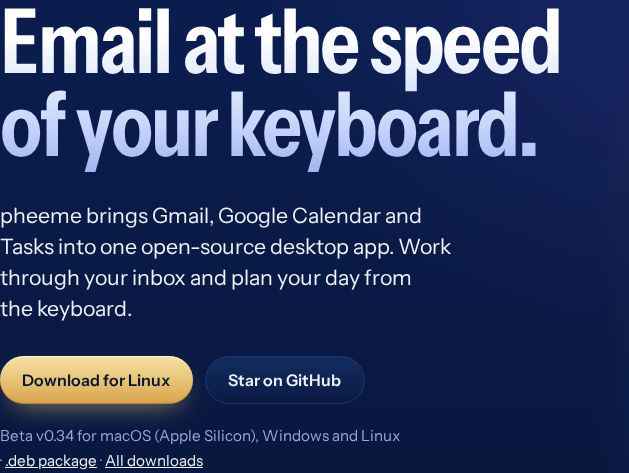 Email at the speed
of your keyboard.
pheeme brings Gmail, Google Calendar and
Tasks into one open-source desktop app. Work
through your inbox and plan your day from
the keyboard.
Download for Linux
Star on GitHub
Beta v0.34 for macOS (Apple Silicon), Windows and Linux
· .deb package · All downloads